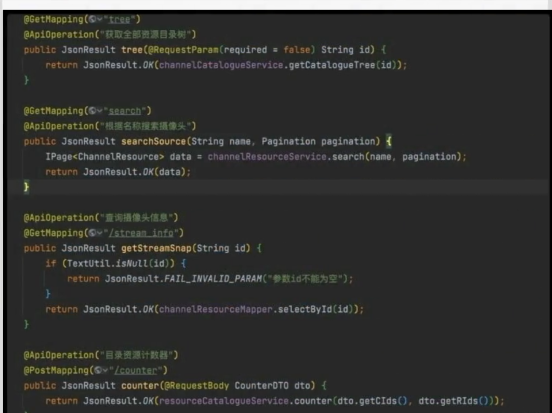 @GetMapping("tree")
@ApiOperation("获取全部资源目录树")
public JsonResult tree(@RequestParam(required = false) String id) {
return JsonResult.OK(channelCatalogueService.getCatalogueTree(id));
}
@GetMapping("search")
@ApiOperation("根据名称搜索摄像头")
public JsonResult searchSource(String name, Pagination pagination) {
IPage<ChannelResource> data = channelResourceService.search(name, pagination);
return JsonResult.OK(data);
}
@ApiOperation("查询摄像头信息")
@GetMapping("/stream_info")
public JsonResult getStreamSnap(String id) {
if (TextUtil.isNull(id)) {
return JsonResult.FAIL_INVALID_PARAM("参数id不能为空");
}
return JsonResult.OK(channelResourceMapper.selectById(id));
}
@ApiOperation("目录资源计数器")
@PostMapping("/counter")
public JsonResult counter(@RequestBody CounterDTO dto) {
return JsonResult.OK(resourceCatalogueService.counter(dto.getCIds(), dto.getRIds()));